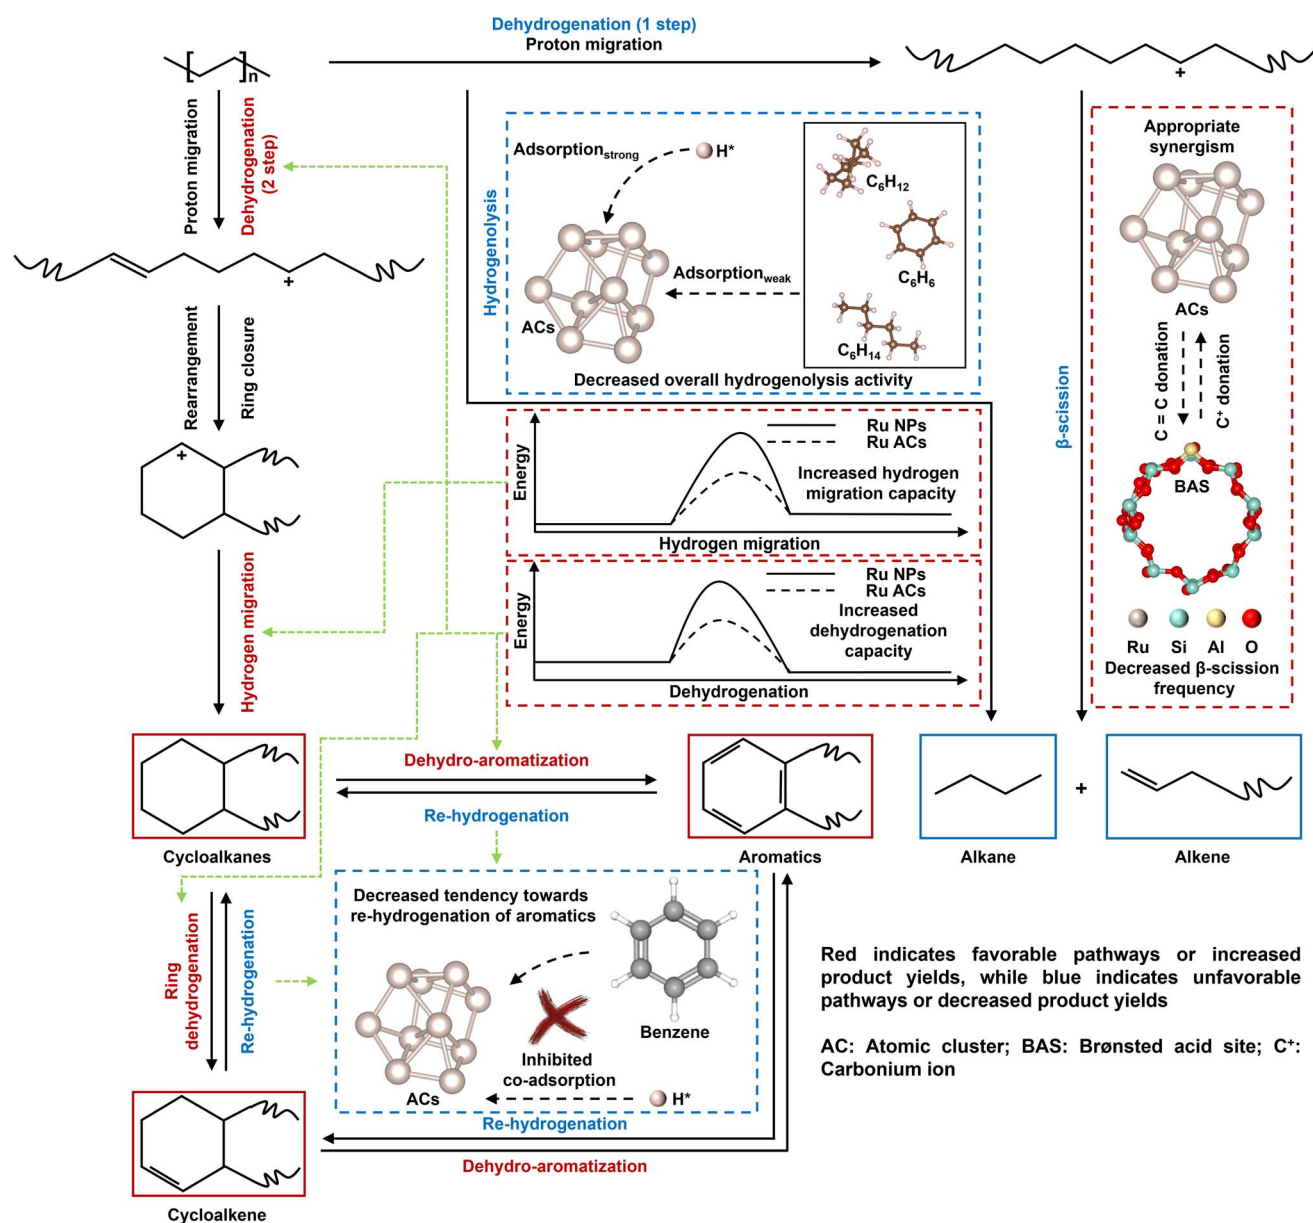 Dehydrogenation (1 step)
Proton migration
n
+
Proton migration
Dehydrogenation
(2 step)
+
Rearrangement
Ring closure
+
Hydrogen migration
Hydrogenolysis
Adsorptionstrong
H*
Adsorptionweak
ACs
C6H12
C6H6
C6H14
Decreased overall hydrogenolysis activity
Energy
Ru NPs
Ru ACs
Increased hydrogen
migration capacity
Hydrogen migration
Energy
Ru NPs
Ru ACs
Increased
dehydrogenation
capacity
Dehydrogenation
β-scission
Appropriate
synergism
ACs
C = C donation
C+ donation
BAS
Ru Si Al O
Decreased β-scission
frequency
Cycloalkanes
Dehydro-aromatization
Re-hydrogenation
Aromatics
Alkane
+
Alkene
Ring
dehydrogenation
Re-hydrogenation
Decreased tendency towards
re-hydrogenation of aromatics
Benzene
Inhibited
co-adsorption
ACs
H*
Re-hydrogenation
Dehydro-aromatization
Cycloalkene
Red indicates favorable pathways or increased
product yields, while blue indicates unfavorable
pathways or decreased product yields
AC: Atomic cluster; BAS: Brønsted acid site; C+:
Carbonium ion